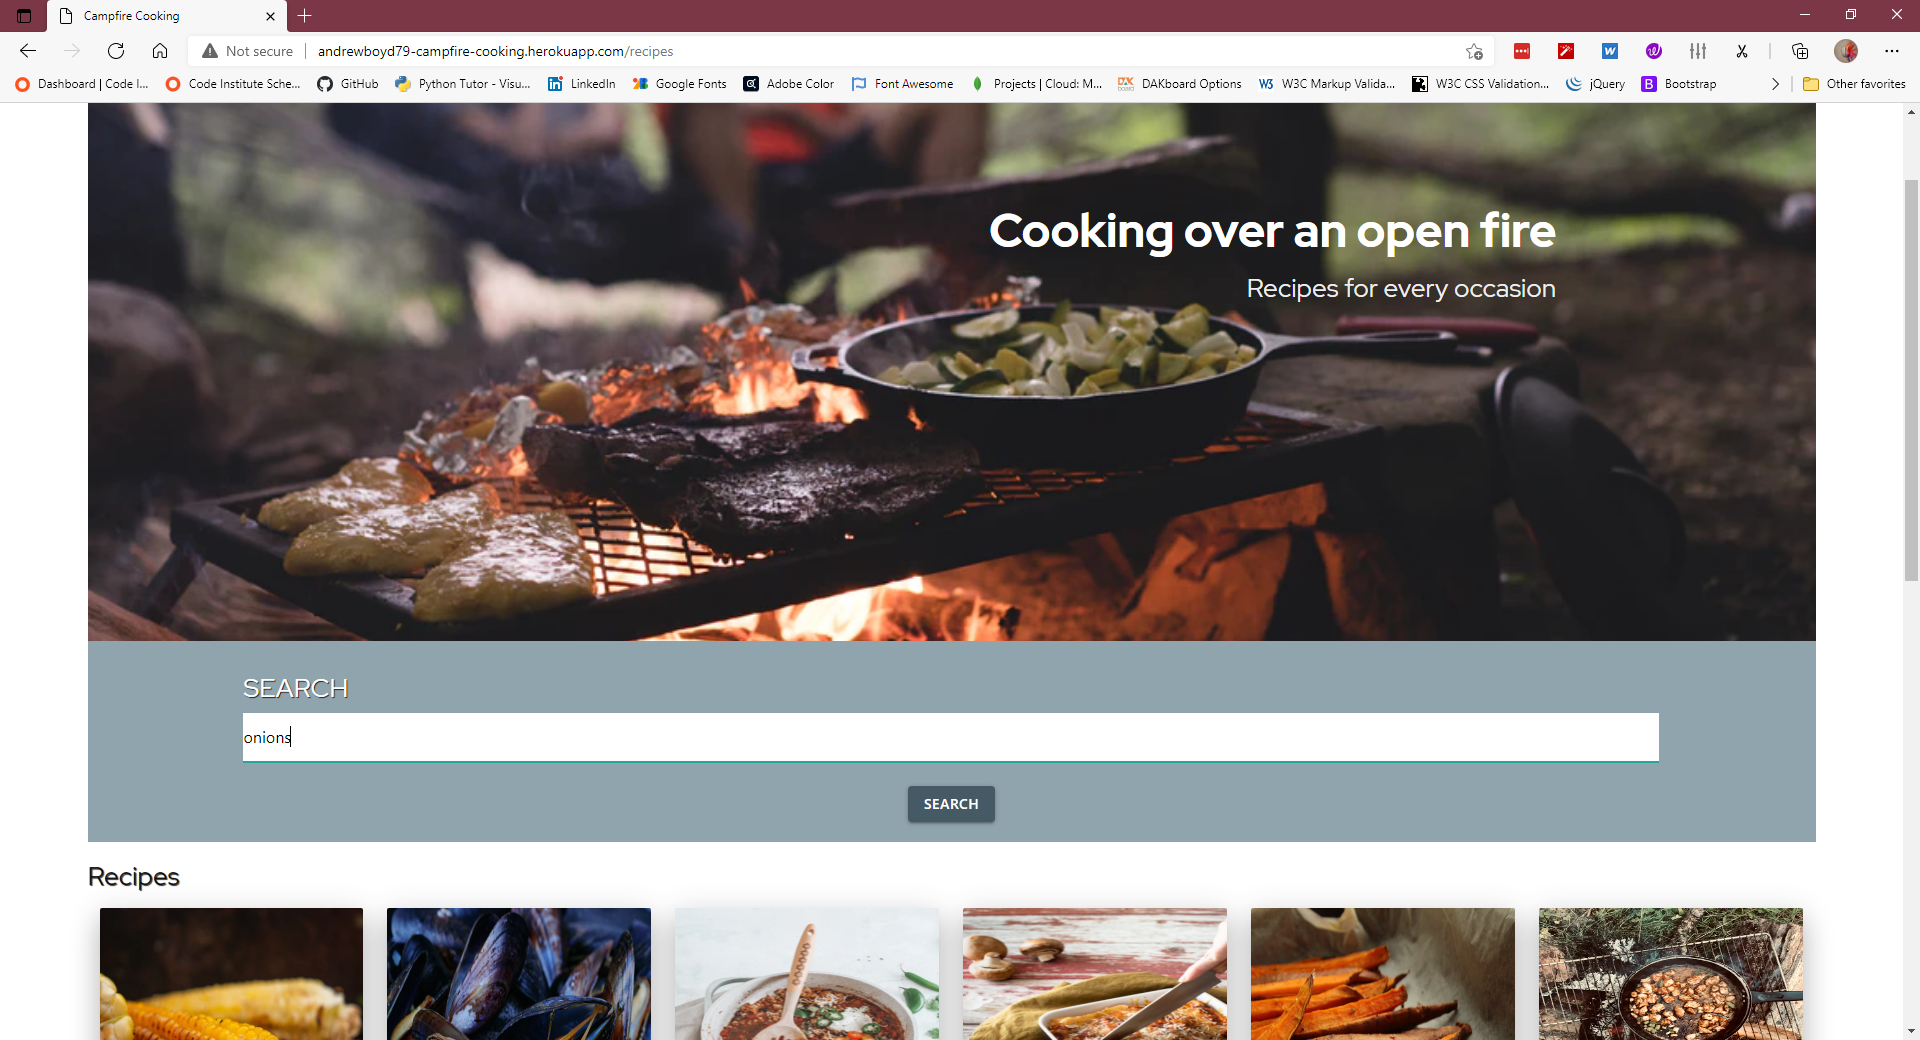 Campfire Cooking
Not secure
andrewboyd79-campfire-cooking.herokuapp.com/recipes
Dashboard | Code I...
Code Institute Sche...
GitHub
Python Tutor - Visu...
LinkedIn
Google Fonts
Adobe Color
Font Awesome
Projects | Cloud: M...
DAKboard Options
W3C Markup Valida...
W3C CSS Validation...
jQuery
Bootstrap
Other favorites
Cooking over an open fire
Recipes for every occasion
SEARCH
onions
SEARCH
Recipes